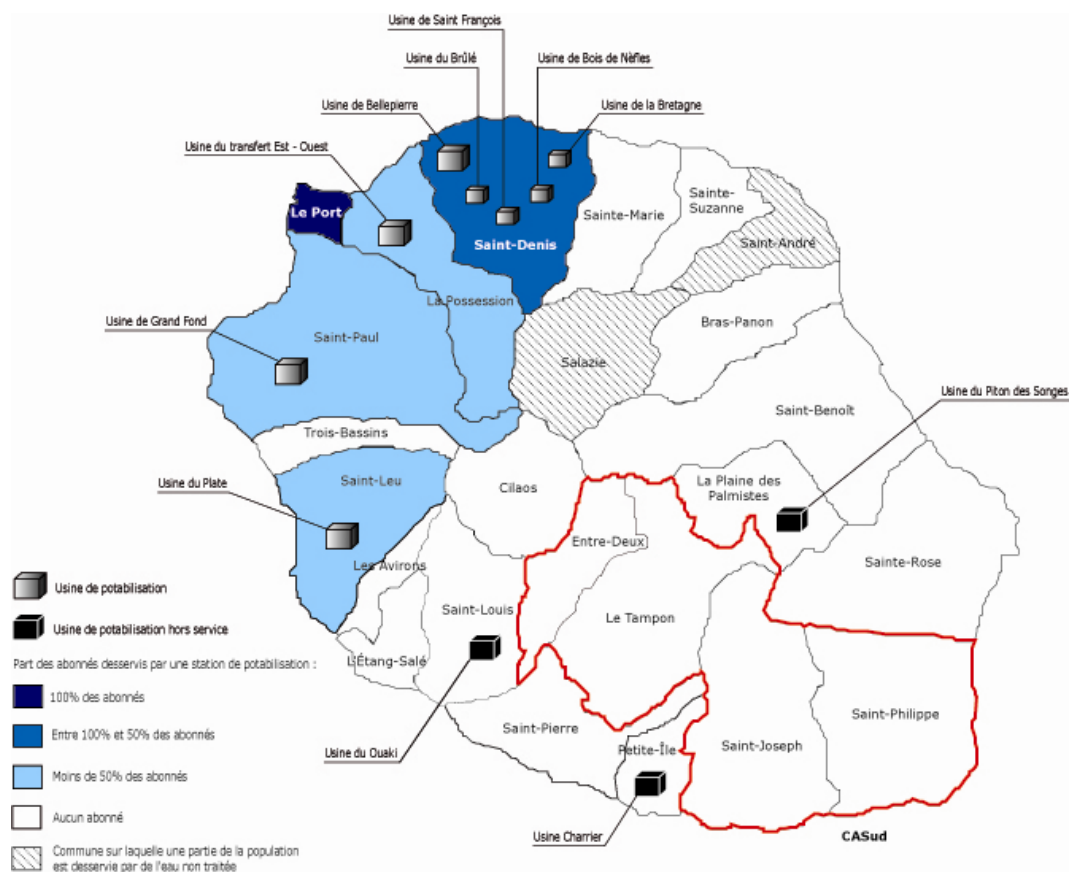 Usine de Saint François
Usine du Brûlé
Usine de Bois de Nèfles
Usine de Bellepierre
Usine de la Bretagne
Usine du transfert Est - Ouest
Le Port
Sainte-Marie
Sainte-
Suzanne
Saint-Denis
Saint-André
La Possession
Usine de Grand Fond
Saint-Paul
Bras-Panon
Salazie
Usine du Piton des Songes
Saint-Benoît
Trois-Bassins
Usine du Plate
Saint-Leu
Cilaos
La Plaine des
Palmistes
Entre-Deux
Les Avirons
Sainte-Rose
Usine de potabilisation
Saint-Louis
Le Tampon
Usine de potabilisation hors service
L'Étang-Salé
Part des abonnés desservis par une station de potabilisation :
100% des abonnés
Saint-Philippe
Saint-Pierre
Entre 100% et 50% des abonnés
Usine du Ouaki
Petite-Île
Saint-Joseph
Moins de 50% des abonnés
Aucun abonné
Usine Charrier
CASud
Commune sur laquelle une partie de la population
est desservie par de l'eau non traitée